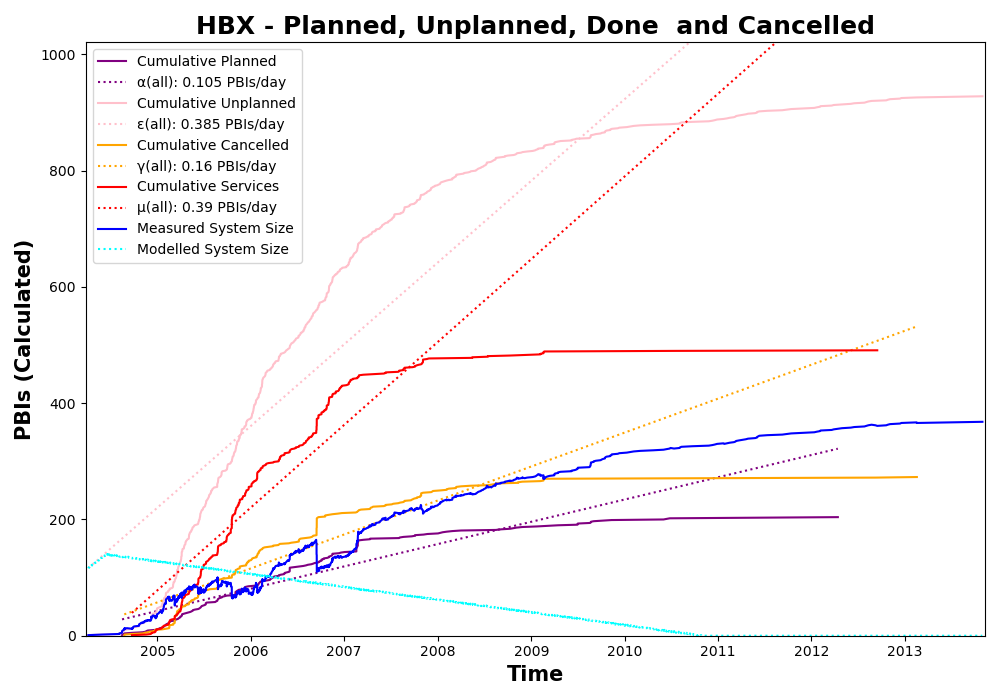 HBX - Planned, Unplanned, Done  and Cancelled
Cumulative Planned
α(all): 0.105 PBIs/day
Cumulative Unplanned
ε(all): 0.385 PBIs/day
Cumulative Cancelled
γ(all): 0.16 PBIs/day
Cumulative Services
μ(all): 0.39 PBIs/day
Measured System Size
Modelled System Size
PBIs (Calculated)
1000
800
600
400
200
0
2005 2006 2007 2008 2009 2010 2011 2012 2013
Time